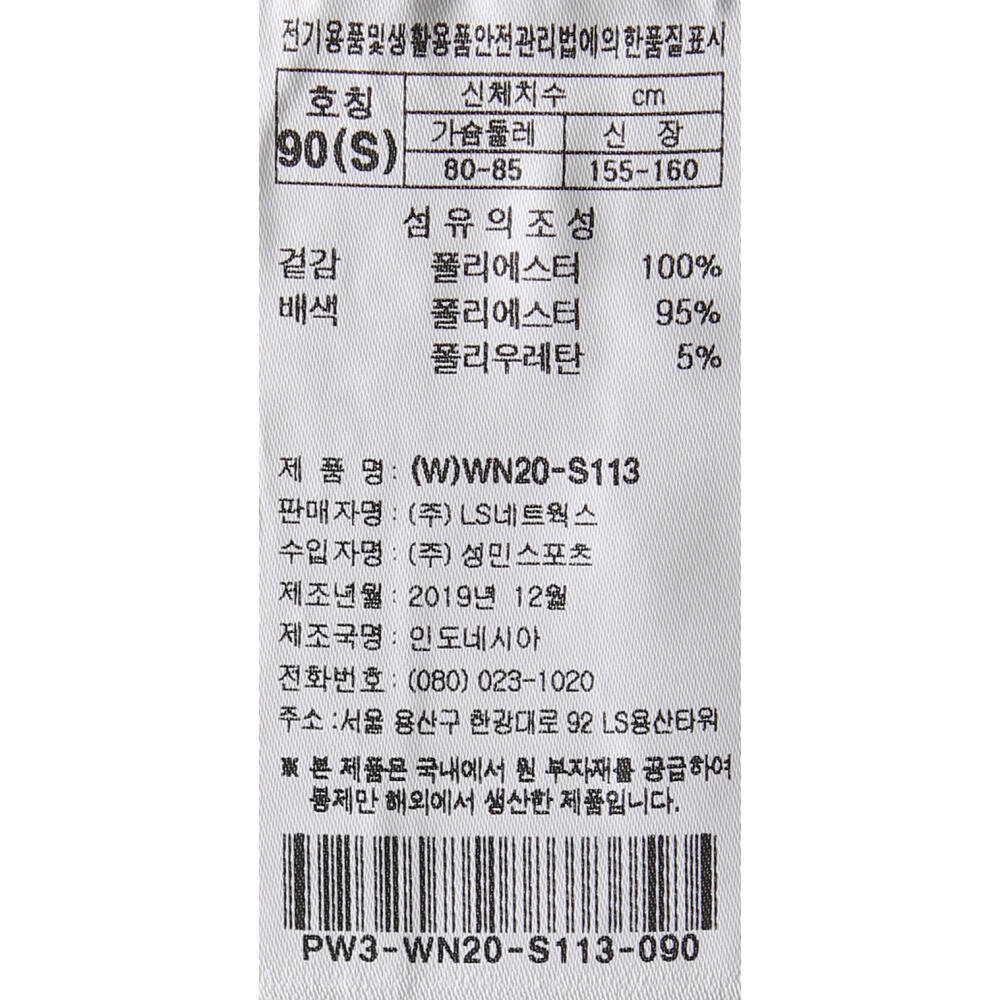 전기용품및생활용품안전관리법에의한품질표시
호칭 신체치수 cm
90(S) 가슴둘레 신 장
80-85 155-160
섬유의조성
겉감 폴리에스터 100%
배색 폴리에스터 95%
폴리우레탄 5%
제 품 명: (W)WN20-S113
판매자명: (주) LS네트웍스
수입자명: (주) 성민스포츠
제조년월: 2019년 12월
제조국명: 인도네시아
전화번호: (080) 023-1020
주소:서울 용산구 한강대로 92 LS용산타워
※ 본 제품은 국내에서 원 부자재를 공급하여
봉제만 해외에서 생산한 제품입니다.
PW3-WN20-S113-090